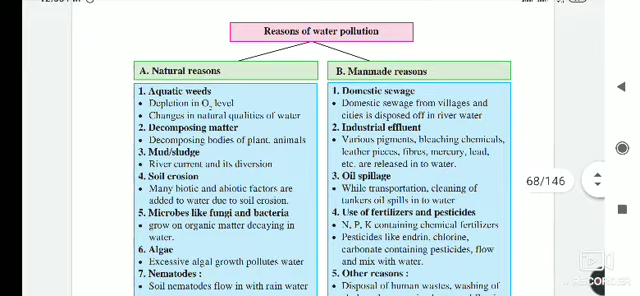 Reasons of water pollution
A. Natural reasons
1. Aquatic weeds
• Depletion in O2 level
• Changes in natural qualities of water
2. Decomposing matter
• Decomposing bodies of plant, animals
3. Mud/sludge
• River current and its diversion
4. Soil erosion
• Many biotic and abiotic factors are
added to water due to soil erosion.
5. Microbes like fungi and bacteria
• grow on organic matter decaying in
water.
6. Algae
• Excessive algal growth pollutes water
7. Nematodes :
• Soil nematodes flow in with rain water
B. Manmade reasons
1. Domestic sewage
• Domestic sewage from villages and
cities is disposed off in river water
2. Industrial effluent
• Various pigments, bleaching chemicals,
leather pieces, fibres, mercury, lead,
etc. are released in to water.
3. Oil spillage
• While transportation, cleaning of
tankers oil spills in to water
4. Use of fertilizers and pesticides
• N, P, K containing chemical fertilizers
• Pesticides like endrin, chlorine,
carbonate containing pesticides, flow
and mix with water.
5. Other reasons :
• Disposal of human wastes, washing of
68/146
RECORDER